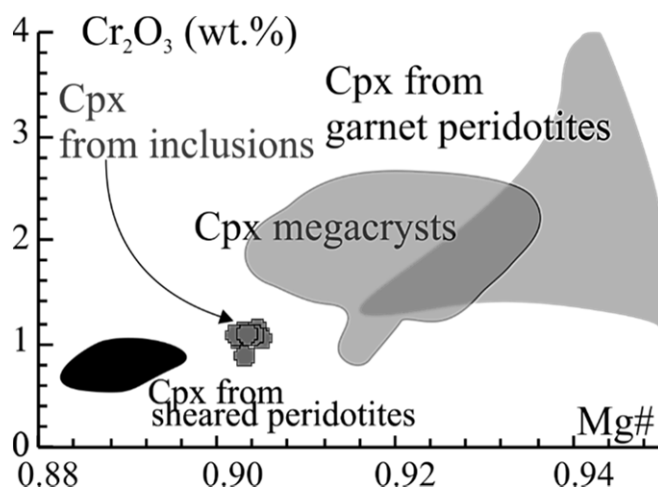 4
Cr₂O₃ (wt.%)
Cpx
from inclusions
Cpx from
garnet peridotites
3
Cpx megacrysts
2
1
Cpx from
sheared peridotites
Mg#
0
0.88
0.90
0.92
0.94